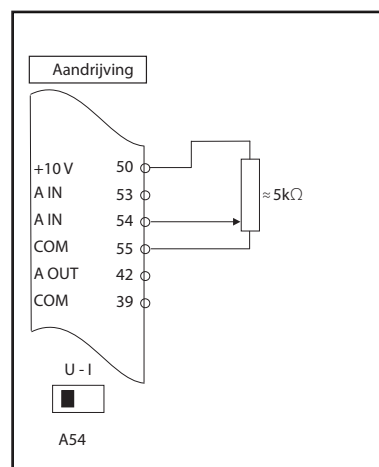 Aandrijving
+10 V 50
A IN 53
A IN 54
≈ 5kΩ
COM 55
A OUT 42
COM 39
U - I
A54